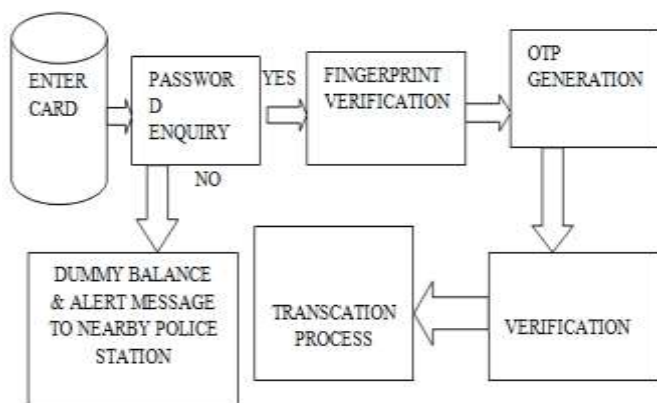 ENTER
CARD
PASSWOR
D
ENQUIRY
YES
NO
FINGERPRINT
VERIFICATION
OTP
GENERATION
DUMMY BALANCE
& ALERT MESSAGE
TO NEARBY POLICE
STATION
TRANSCATION
PROCESS
VERIFICATION